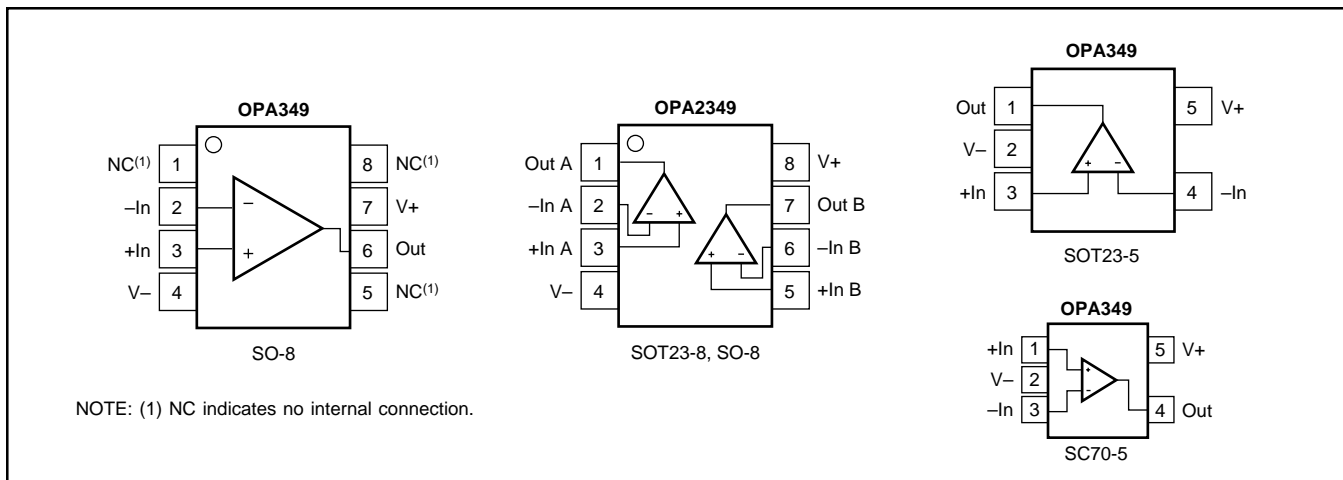 OPA349
NC(1) 1 8 NC(1)
–In 2 – 7 V+
+In 3 + 6 Out
V– 4 5 NC(1)
SO-8
OPA2349
Out A 1 8 V+
–In A 2 – + 7 Out B
+In A 3 + – 6 –In B
V– 4 5 +In B
SOT23-8, SO-8
OPA349
Out 1 5 V+
V– 2
+In 3 + – 4 –In
SOT23-5
OPA349
+In 1 + 5 V+
V– 2
–In 3 – 4 Out
SC70-5
NOTE: (1) NC indicates no internal connection.